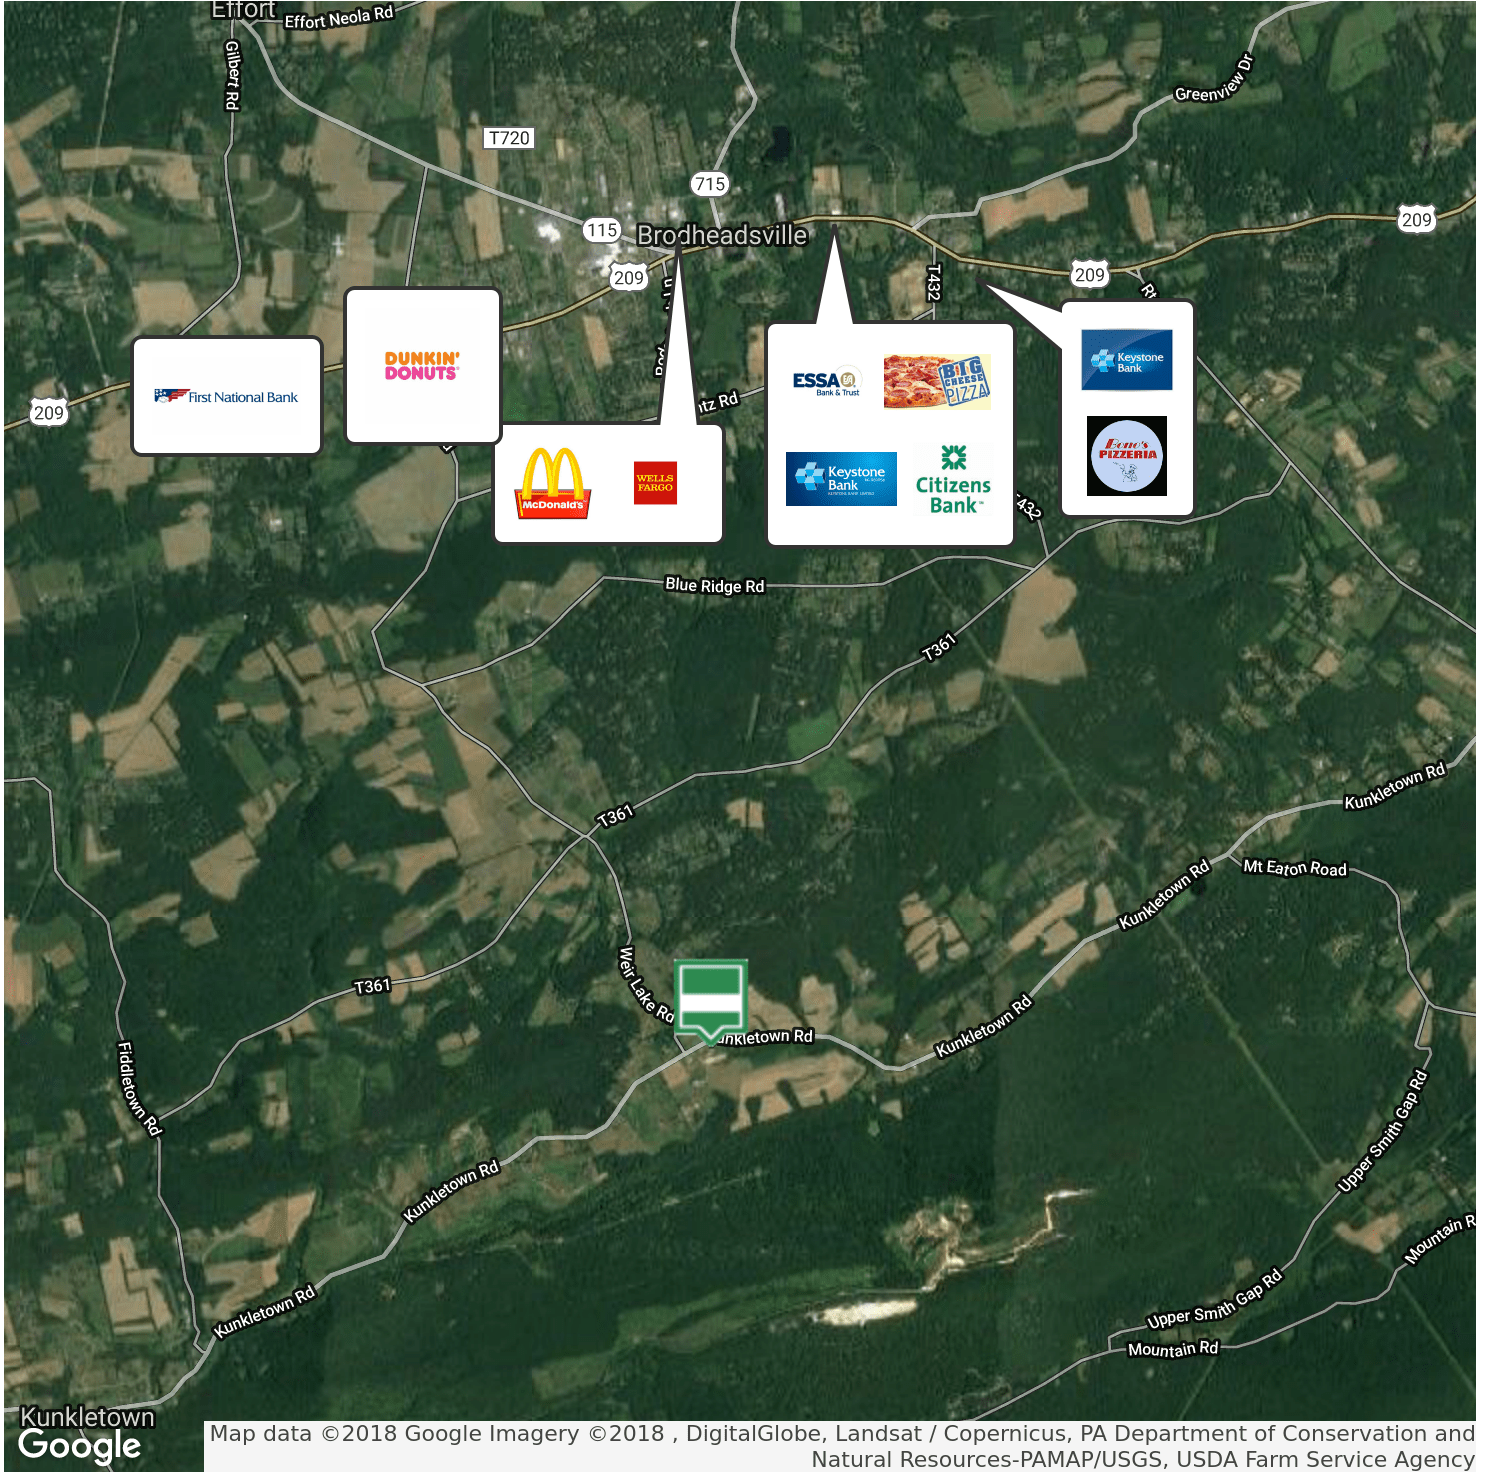 Effort
Effort Neola Rd
Gilbert Rd
Greenview Dr
T720
715
115
Brodheadsville
209
209
209
T432
209
First National Bank
DUNKIN'
DONUTS
McDonald's
WELLS
FARGO
ESSA
Bank & Trust
BIG
CHEESE
PIZZA
Keystone
Bank
Citizens
Bank
Keystone
Bank
Bono's
PIZZERIA
Blue Ridge Rd
T361
T361
T361
Kunkletown Rd
Mt Eaton Road
Kunkletown Rd
Weir Lake Rd
Kunkletown Rd
Fiddletown Rd
Upper Smith Gap Rd
Kunkletown Rd
Mountain R
Kunkletown Rd
Upper Smith Gap Rd
Mountain Rd
Kunkletown
Google
Map data ©2018 Google Imagery ©2018 , DigitalGlobe, Landsat / Copernicus, PA Department of Conservation and
Natural Resources-PAMAP/USGS, USDA Farm Service Agency